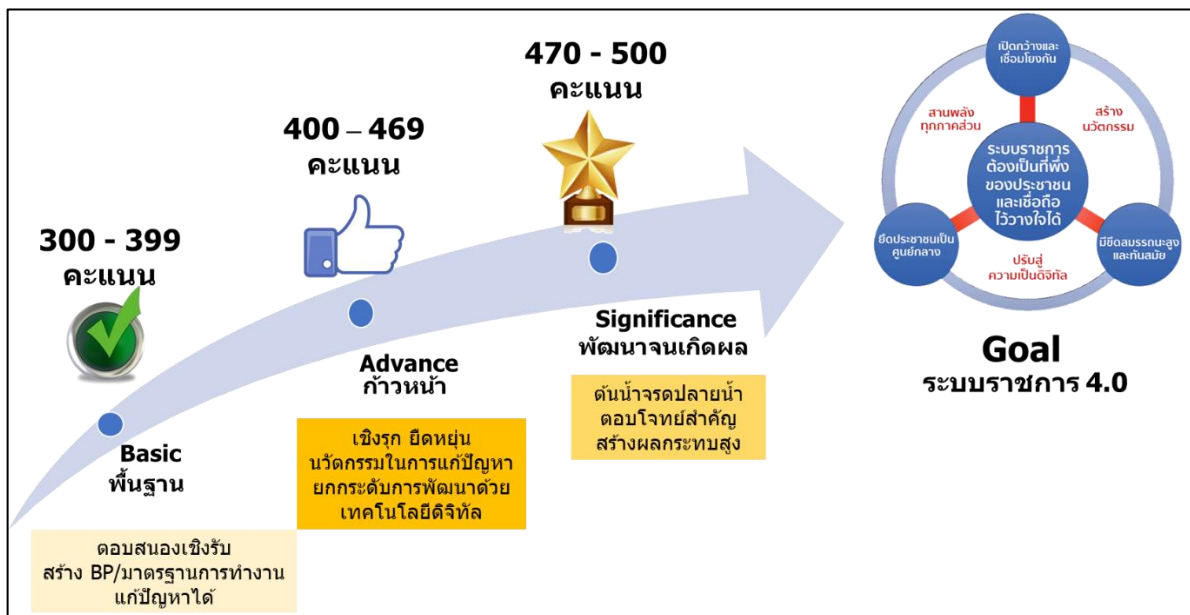 300 - 399
คะแนน
Basic
พื้นฐาน
ตอบสนองเชิงรับ
สร้าง BP/มาตรฐานการทำงาน
แก้ปัญหาได้
400 – 469
คะแนน
Advance
ก้าวหน้า
เชิงรุก ยืดหยุ่น
นวัตกรรมในการแก้ปัญหา
ยกกระดับการพัฒนาด้วย
เทคโนโลยีดิจิทัล
470 - 500
คะแนน
Significance
พัฒนาจนเกิดผล
ต้นน้ำจรดปลายน้ำ
ตอบโจทย์สำคัญ
สร้างผลกระทบสูง
เปิดกว้างและ
เชื่อมโยงกัน
สานพลัง
ทุกภาคส่วน
สร้าง
นวัตกรรม
ระบบราชการ
ต้องเป็นที่พึ่ง
ของประชาชน
และเชื่อถือ
ไว้วางใจได้
ยึดประชาชนเป็น
ศูนย์กลาง
ปรับสู่
ความเป็นดิจิทัล
มีขีดสมรรถนะสูง
และทันสมัย
Goal
ระบบราชการ 4.0